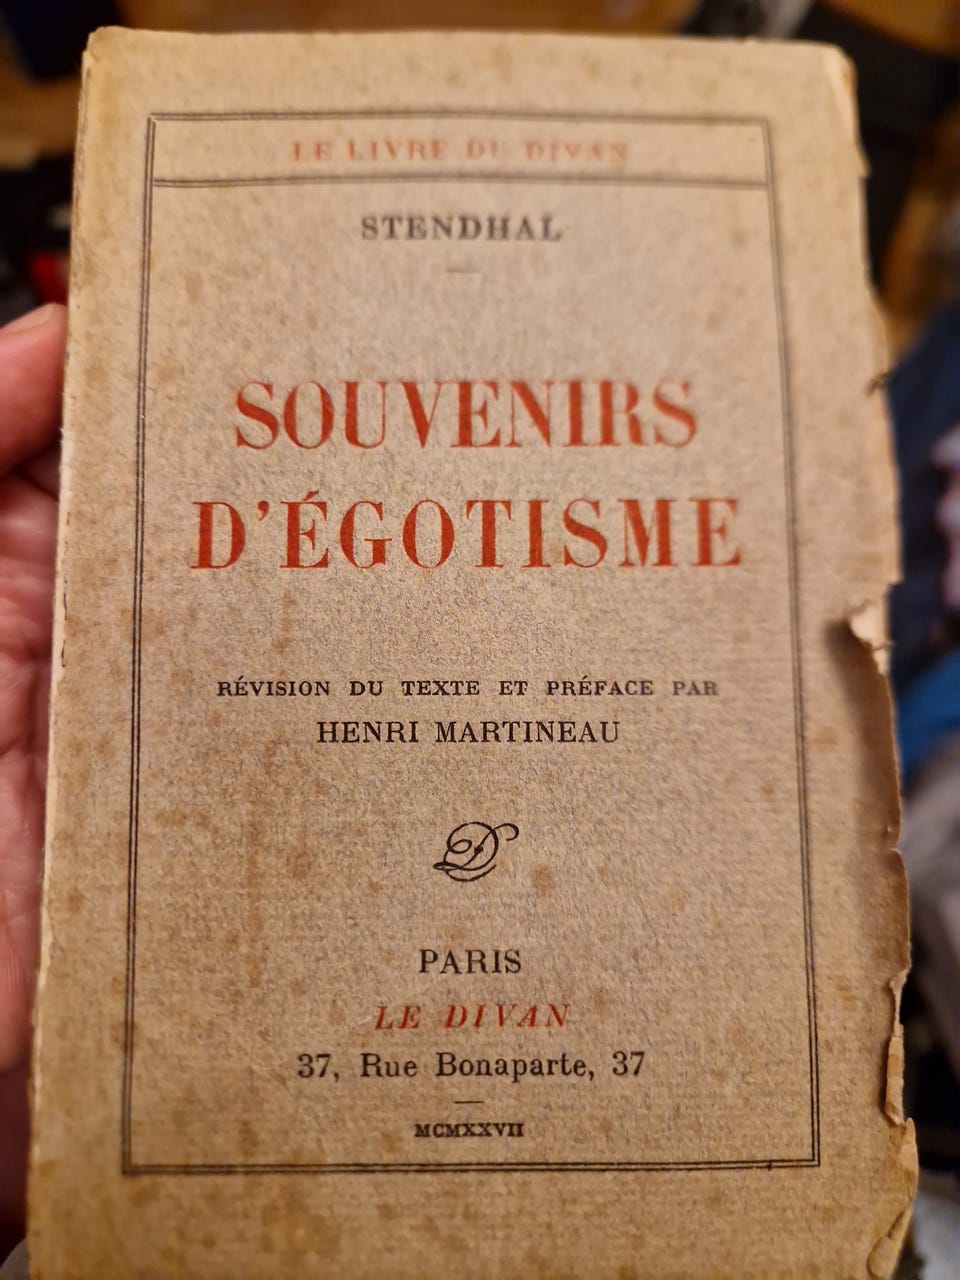 LE LIVRE DU DIVAN
STENDHAL
SOUVENIRS
D'ÉGOTISME
RÉVISION DU TEXTE ET PRÉFACE PAR
HENRI MARTINEAU
D
PARIS
LE DIVAN
37, Rue Bonaparte, 37
MCMXXVII